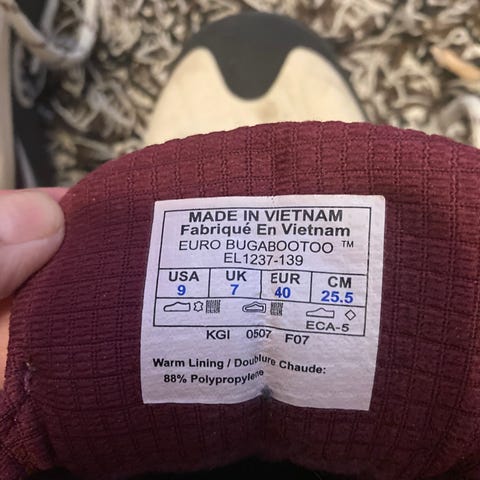 MADE IN VIETNAM
Fabriqué En Vietnam
EURO BUGABOOTOO ™
EL1237-139
USA UK EUR CM
9 7 40 25.5
ECA-5
KGI 0507 F07
Warm Lining / Doublure Chaude:
88% Polypropylene